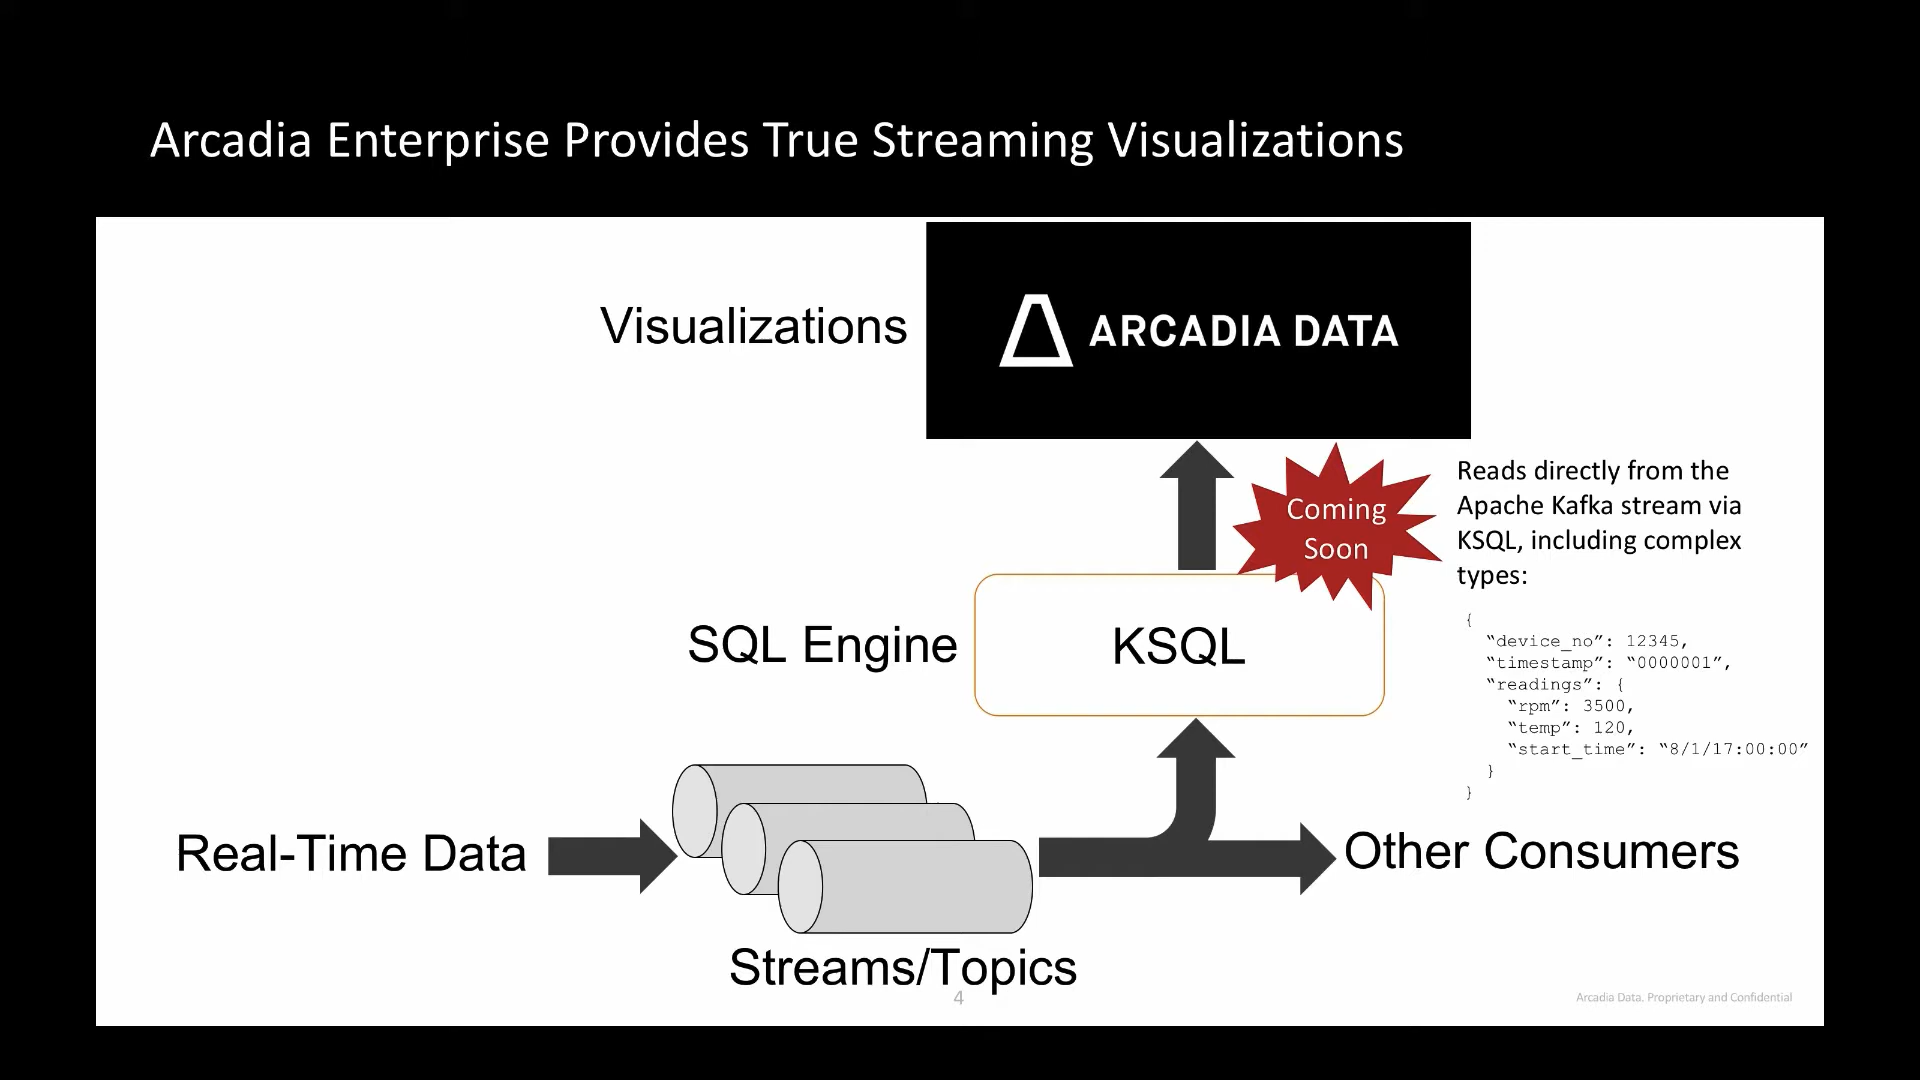 Arcadia Enterprise Provides True Streaming Visualizations
Visualizations
ARCADIA DATA
Coming
Soon
Reads directly from the
Apache Kafka stream via
KSQL, including complex
types:
{
“device_no”: 12345,
“timestamp”: “0000001”,
“readings”: {
“rpm”: 3500,
“temp”: 120,
“start_time”: “8/1/17:00:00”
}
}
SQL Engine
KSQL
Real-Time Data
Other Consumers
Streams/Topics
4
Arcadia Data. Proprietary and Confidential